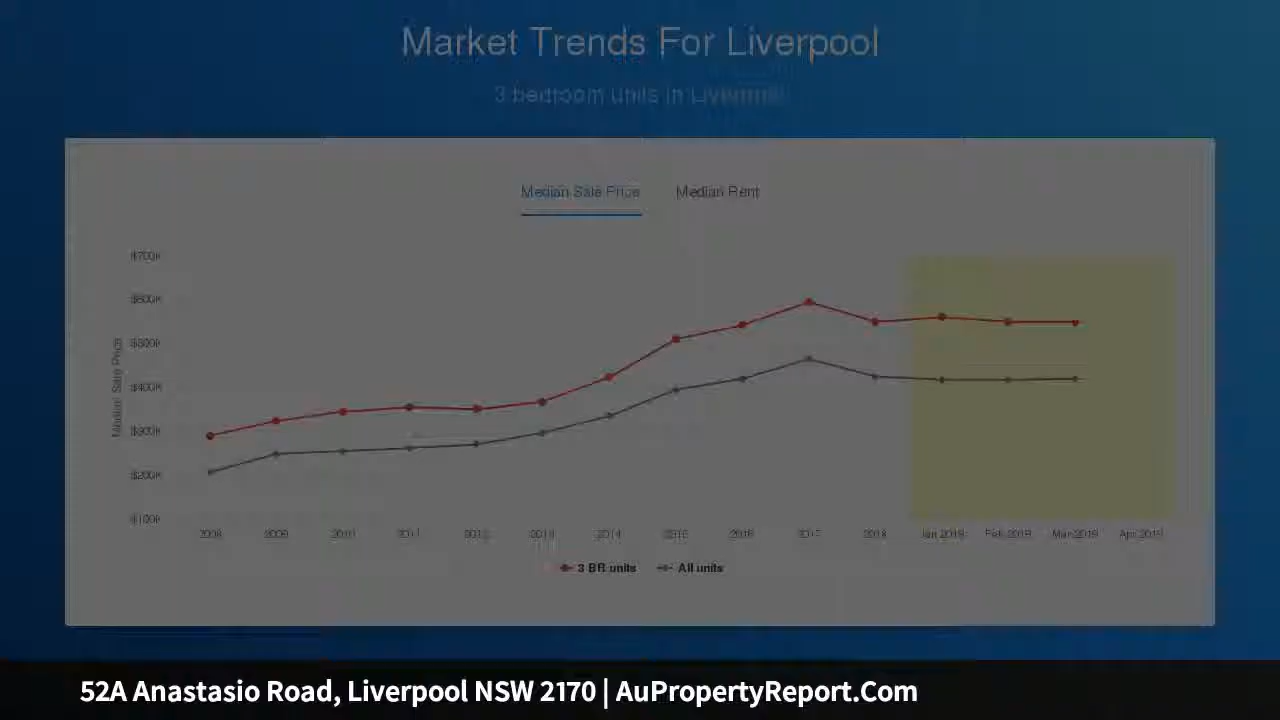 Market Trends For Liverpool
3 bedroom units in Liverpool
Median Sale Price Median Rent
$700K
$600K
$500K
$400K
$300K
$200K
$100K
Median Sale Price
2008 2009 2010 2011 2012 2013 2014 2015 2016 2017 2018 Jan 2019 Feb 2019 Mar 2019 Apr 2019
3 BR units All units
52A Anastasio Road, Liverpool NSW 2170 | AuPropertyReport.Com